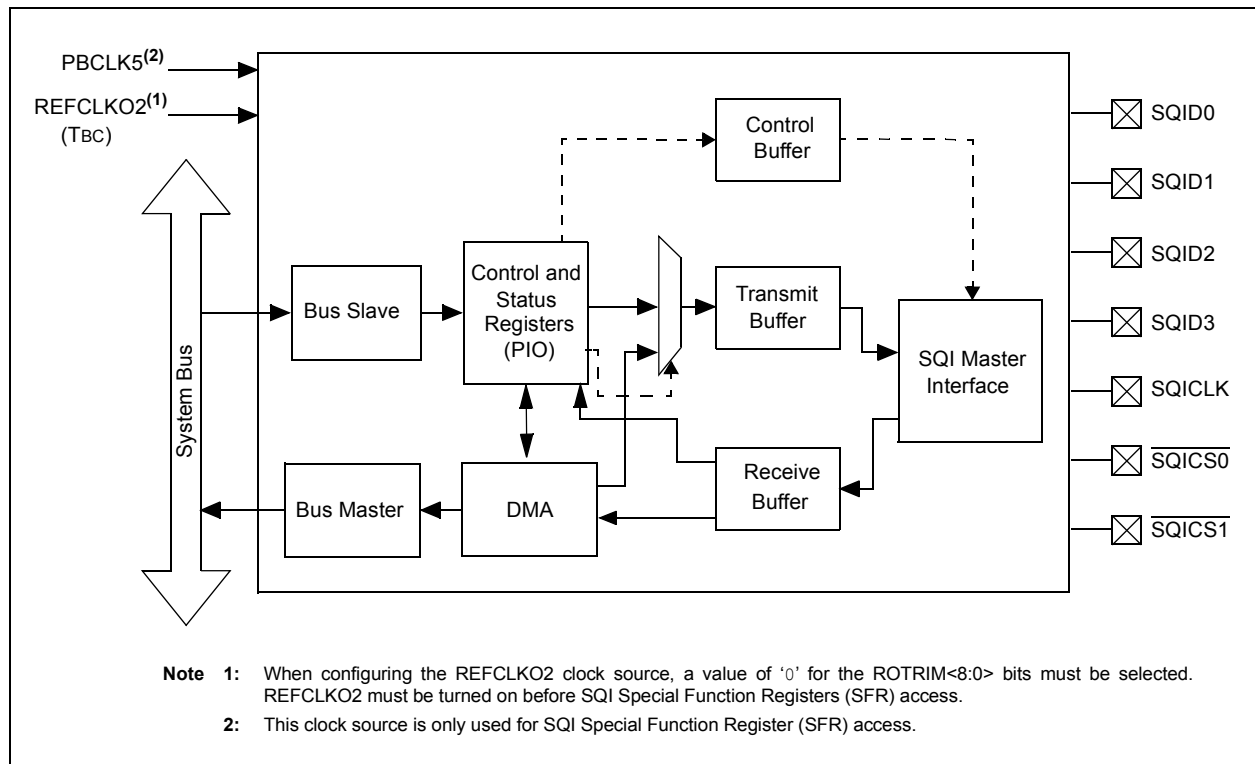 PBCLK5(2)
REFCLKO2(1)
(TBC)
System Bus
Bus Slave
Control and
Status
Registers
(PIO)
Control
Buffer
Transmit
Buffer
SQI Master
Interface
Bus Master
DMA
Receive
Buffer
SQID0
SQID1
SQID2
SQID3
SQICLK
SQICS0
SQICS1
Note 1: When configuring the REFCLKO2 clock source, a value of ‘0’ for the ROTRIM<8:0> bits must be selected.
REFCLKO2 must be turned on before SQI Special Function Registers (SFR) access.
2: This clock source is only used for SQI Special Function Register (SFR) access.